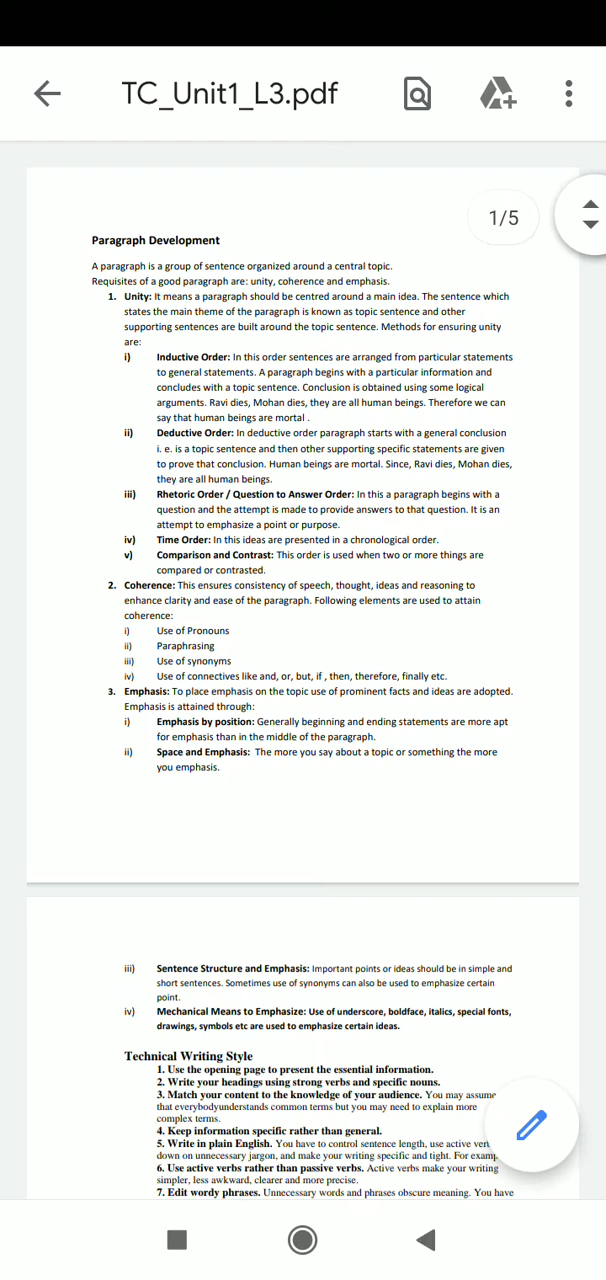 TC_Unit1_L3.pdf
1/5
Paragraph Development
A paragraph is a group of sentence organized around a central topic.
Requisites of a good paragraph are: unity, coherence and emphasis.
1. Unity: It means a paragraph should be centred around a main idea. The sentence which
states the main theme of the paragraph is known as topic sentence and other
supporting sentences are built around the topic sentence. Methods for ensuring unity
are:
i) Inductive Order: In this order sentences are arranged from particular statements
to general statements. A paragraph begins with a particular information and
concludes with a topic sentence. Conclusion is obtained using some logical
arguments. Ravi dies, Mohan dies, they are all human beings. Therefore we can
say that human beings are mortal .
ii) Deductive Order: In deductive order paragraph starts with a general conclusion
i. e. is a topic sentence and then other supporting specific statements are given
to prove that conclusion. Human beings are mortal. Since, Ravi dies, Mohan dies,
they are all human beings.
iii) Rhetoric Order / Question to Answer Order: In this a paragraph begins with a
question and the attempt is made to provide answers to that question. It is an
attempt to emphasize a point or purpose.
iv) Time Order: In this ideas are presented in a chronological order.
v) Comparison and Contrast: This order is used when two or more things are
compared or contrasted.
2. Coherence: This ensures consistency of speech, thought, ideas and reasoning to
enhance clarity and ease of the paragraph. Following elements are used to attain
coherence:
i) Use of Pronouns
ii) Paraphrasing
iii) Use of synonyms
iv) Use of connectives like and, or, but, if , then, therefore, finally etc.
3. Emphasis: To place emphasis on the topic use of prominent facts and ideas are adopted.
Emphasis is attained through:
i) Emphasis by position: Generally beginning and ending statements are more apt
for emphasis than in the middle of the paragraph.
ii) Space and Emphasis: The more you say about a topic or something the more
you emphasis.
iii) Sentence Structure and Emphasis: Important points or ideas should be in simple and
short sentences. Sometimes use of synonyms can also be used to emphasize certain
point.
iv) Mechanical Means to Emphasize: Use of underscore, boldface, italics, special fonts,
drawings, symbols etc are used to emphasize certain ideas.
Technical Writing Style
1. Use the opening page to present the essential information.
2. Write your headings using strong verbs and specific nouns.
3. Match your content to the knowledge of your audience. You may assume
that everybodyunderstands common terms but you may need to explain more
complex terms.
4. Keep information specific rather than general.
5. Write in plain English. You have to control sentence length, use active
down on unnecessary jargon, and make your writing specific and tight. For
6. Use active verbs rather than passive verbs. Active verbs make your writing
simpler, less awkward, clearer and more precise.
7. Edit wordy phrases. Unnecessary words and phrases obscure meaning. You have